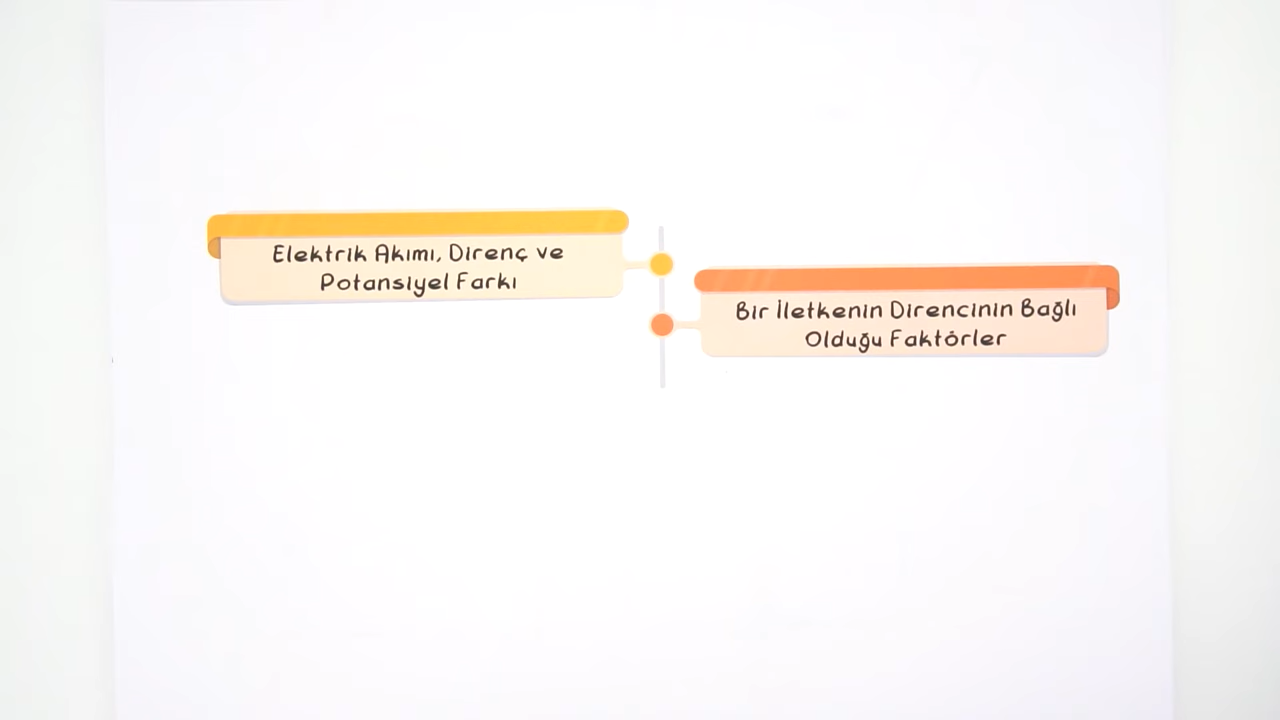 Elektrik Akımı, Direnç ve
Potansiyel Farkı
Bir İletkenin Direncinin Bağlı
Olduğu Faktörler